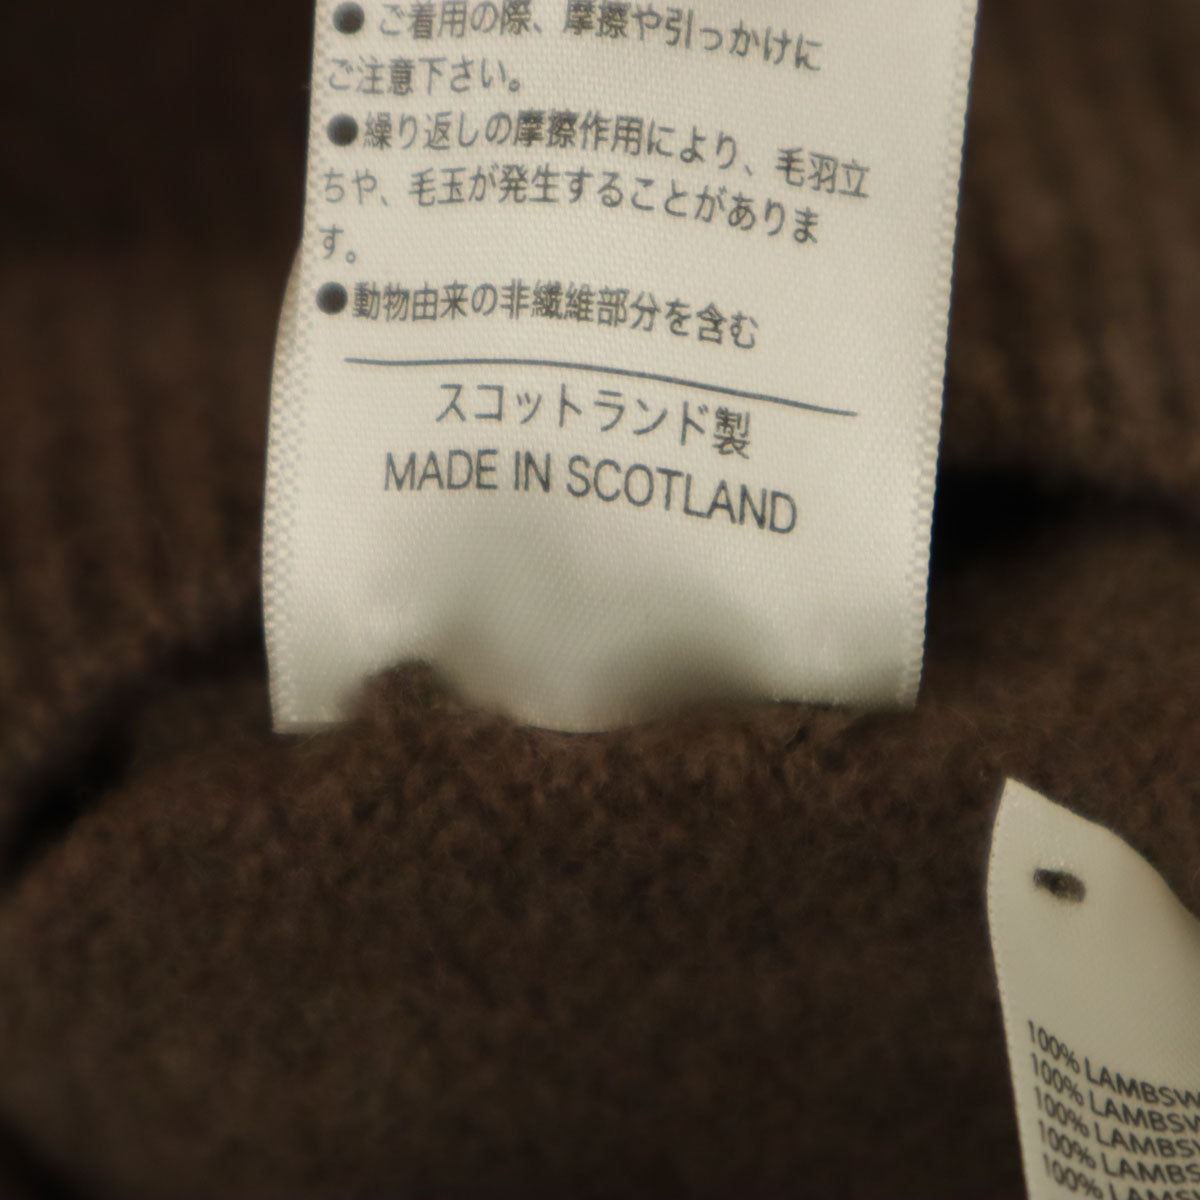 ●ご着用の際、摩擦や引っかけに
ご注意下さい。
●繰り返しの摩擦作用により、毛羽立
ちや、毛玉が発生することがありま
す。
●動物由来の非繊維部分を含む
スコットランド製
MADE IN SCOTLAND
100% LAMBSW
100% LAMBSW
100% LAMBSW
100% LAMBS
100% LAMBS